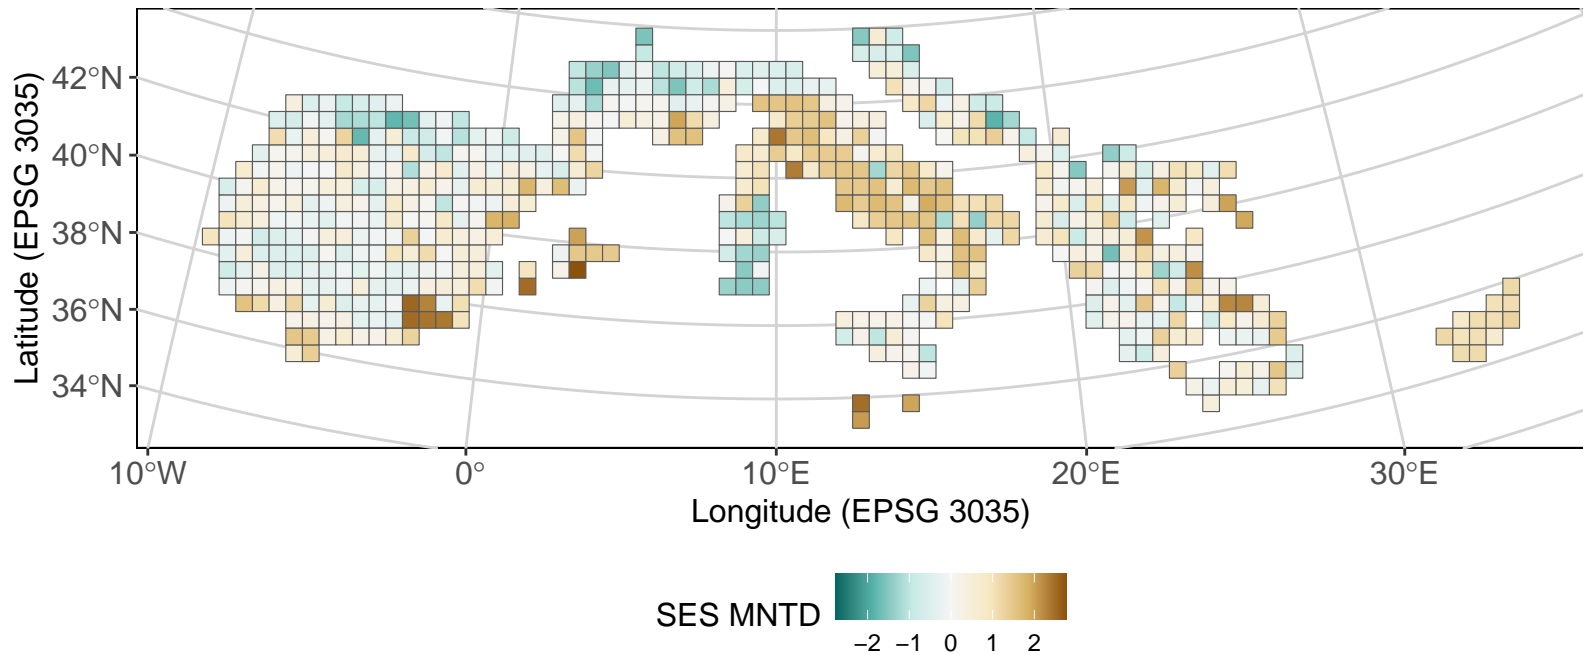 Latitude (EPSG 3035)
42°N
40°N
38°N
36°N
34°N
10°W 0° 10°E 20°E 30°E
Longitude (EPSG 3035)
SES MNTD
−2 −1 0 1 2